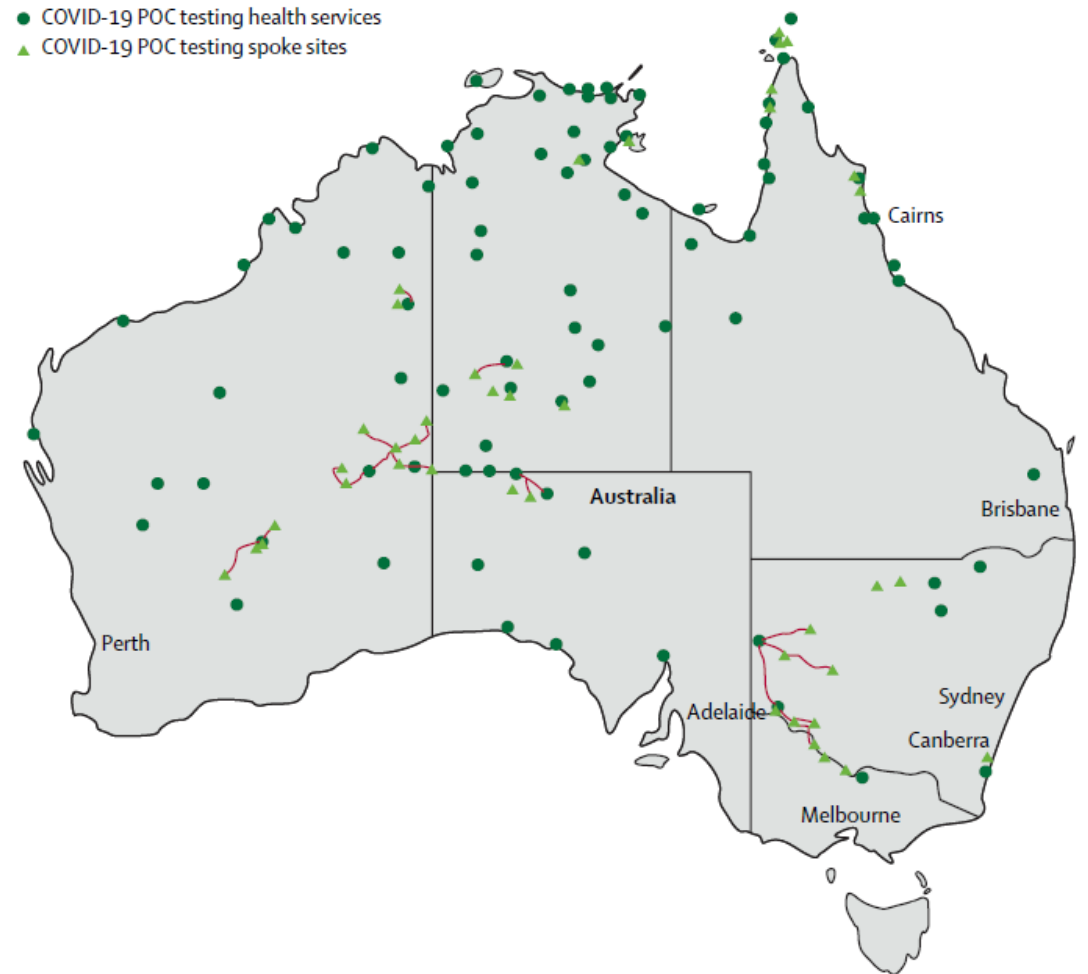 COVID-19 POC testing health services
COVID-19 POC testing spoke sites
Cairns
Australia
Brisbane
Perth
Sydney
Adelaide
Canberra
Melbourne